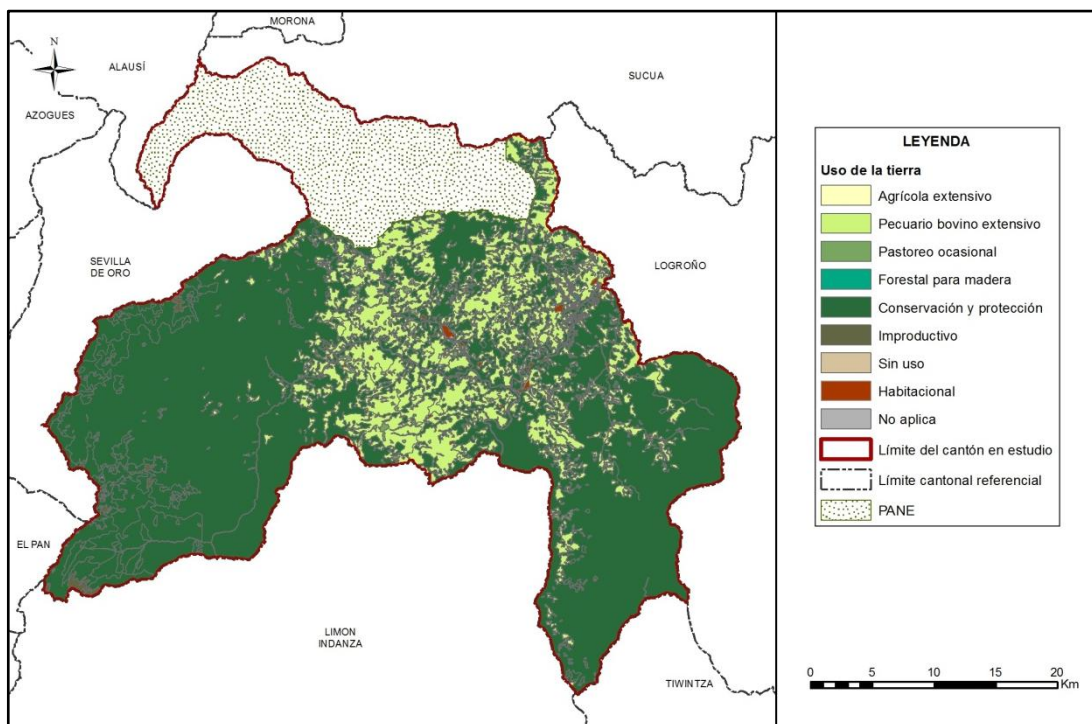 MORONA
N
ALAUSÍ
SUCUA
AZOGUES
SEVILLA
DE ORO
LOGROÑO
EL PAN
LIMON
INDANZA
TIWINTZA
LEYENDA
Uso de la tierra
Agrícola extensivo
Pecuario bovino extensivo
Pastoreo ocasional
Forestal para madera
Conservación y protección
Improductivo
Sin uso
Habitacional
No aplica
Límite del cantón en estudio
Límite cantonal referencial
PANE
0 5 10 15 20
Km